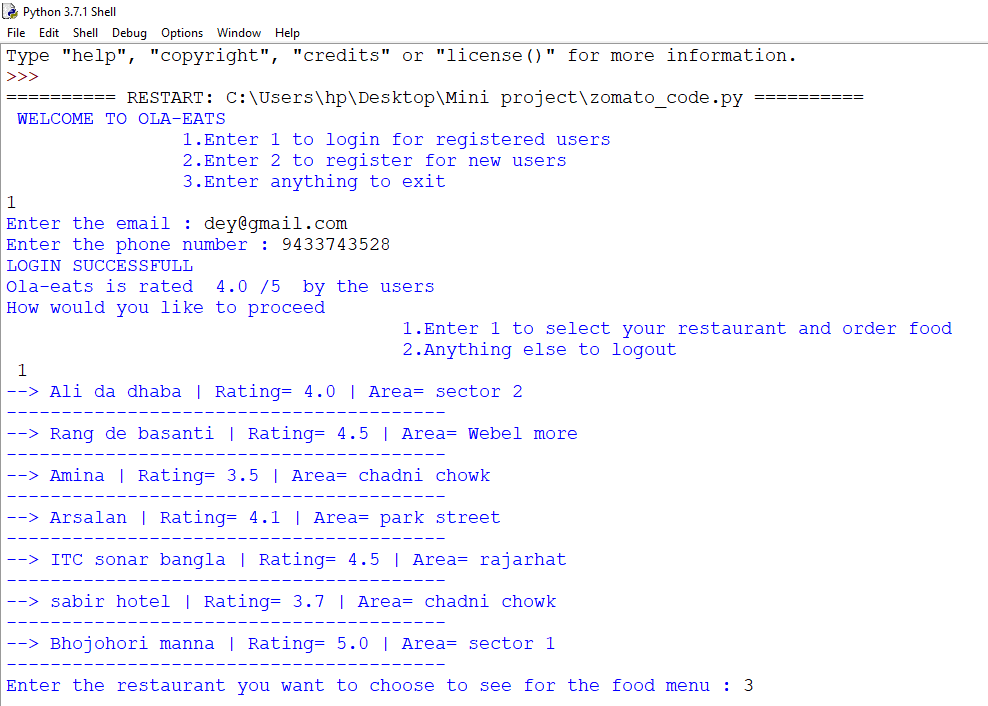 Python 3.7.1 Shell
File Edit Shell Debug Options Window Help
Type "help", "copyright", "credits" or "license()" for more information.
>>>
========== RESTART: C:\Users\hp\Desktop\Mini project\zomato_code.py ==========
WELCOME TO OLA-EATS
1.Enter 1 to login for registered users
2.Enter 2 to register for new users
3.Enter anything to exit
1
Enter the email : dey@gmail.com
Enter the phone number : 9433743528
LOGIN SUCCESSFULL
Ola-eats is rated  4.0 /5  by the users
How would you like to proceed
1.Enter 1 to select your restaurant and order food
2.Anything else to logout
1
--> Ali da dhaba | Rating= 4.0 | Area= sector 2
----------------------------------------
--> Rang de basanti | Rating= 4.5 | Area= Webel more
----------------------------------------
--> Amina | Rating= 3.5 | Area= chadni chowk
----------------------------------------
--> Arsalan | Rating= 4.1 | Area= park street
----------------------------------------
--> ITC sonar bangla | Rating= 4.5 | Area= rajarhat
----------------------------------------
--> sabir hotel | Rating= 3.7 | Area= chadni chowk
----------------------------------------
--> Bhojohori manna | Rating= 5.0 | Area= sector 1
----------------------------------------
Enter the restaurant you want to choose to see for the food menu : 3